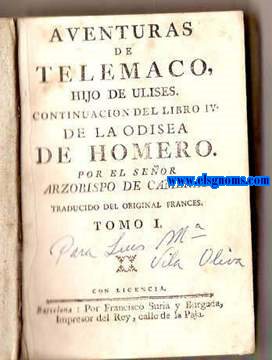 AVENTURAS
DE
TELEMACO,
HIJO DE ULISES.
CONTINUACION DEL LIBRO IV.
DE LA ODISEA
DE HOMERO.
POR EL SEÑOR
ARZOBISPO DE
www.elsgnoms.com
TRADUCIDO DEL ORIGINAL FRANCES.
TOMO I.
Para Luis Mª
Vila Oliva
CON LICENCIA.
Barcelona: Por Francisco Suria y Burgada,
Impresor del Rey, calle de la Paja.